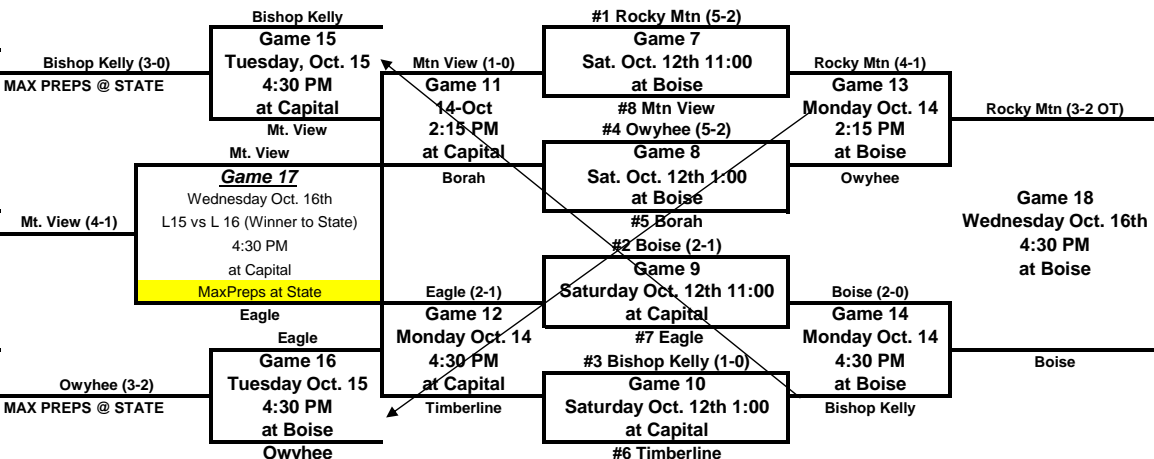 Bishop Kelly
Game 15
Tuesday, Oct. 15
4:30 PM
at Capital
Mt. View
Bishop Kelly (3-0)
MAX PREPS @ STATE
Mt. View
Game 17
Wednesday Oct. 16th
L15 vs L 16 (Winner to State)
4:30 PM
at Capital
MaxPreps at State
Eagle
Mt. View (4-1)
Eagle
Game 16
Tuesday Oct. 15
4:30 PM
at Boise
Owyhee
Owyhee (3-2)
MAX PREPS @ STATE
Mtn View (1-0)
Game 11
14-Oct
2:15 PM
at Capital
Borah
Eagle (2-1)
Game 12
Monday Oct. 14
4:30 PM
at Capital
Timberline
#1 Rocky Mtn (5-2)
Game 7
Sat. Oct. 12th 11:00
at Boise
#8 Mtn View
#4 Owyhee (5-2)
Game 8
Sat. Oct. 12th 1:00
at Boise
#5 Borah
#2 Boise (2-1)
Game 9
Saturday Oct. 12th 11:00
at Capital
#7 Eagle
#3 Bishop Kelly (1-0)
Game 10
Saturday Oct. 12th 1:00
at Capital
#6 Timberline
Rocky Mtn (4-1)
Game 13
Monday Oct. 14
2:15 PM
at Boise
Owyhee
Boise (2-0)
Game 14
Monday Oct. 14
4:30 PM
at Boise
Bishop Kelly
Rocky Mtn (3-2 OT)
Game 18
Wednesday Oct. 16th
4:30 PM
at Boise
Boise